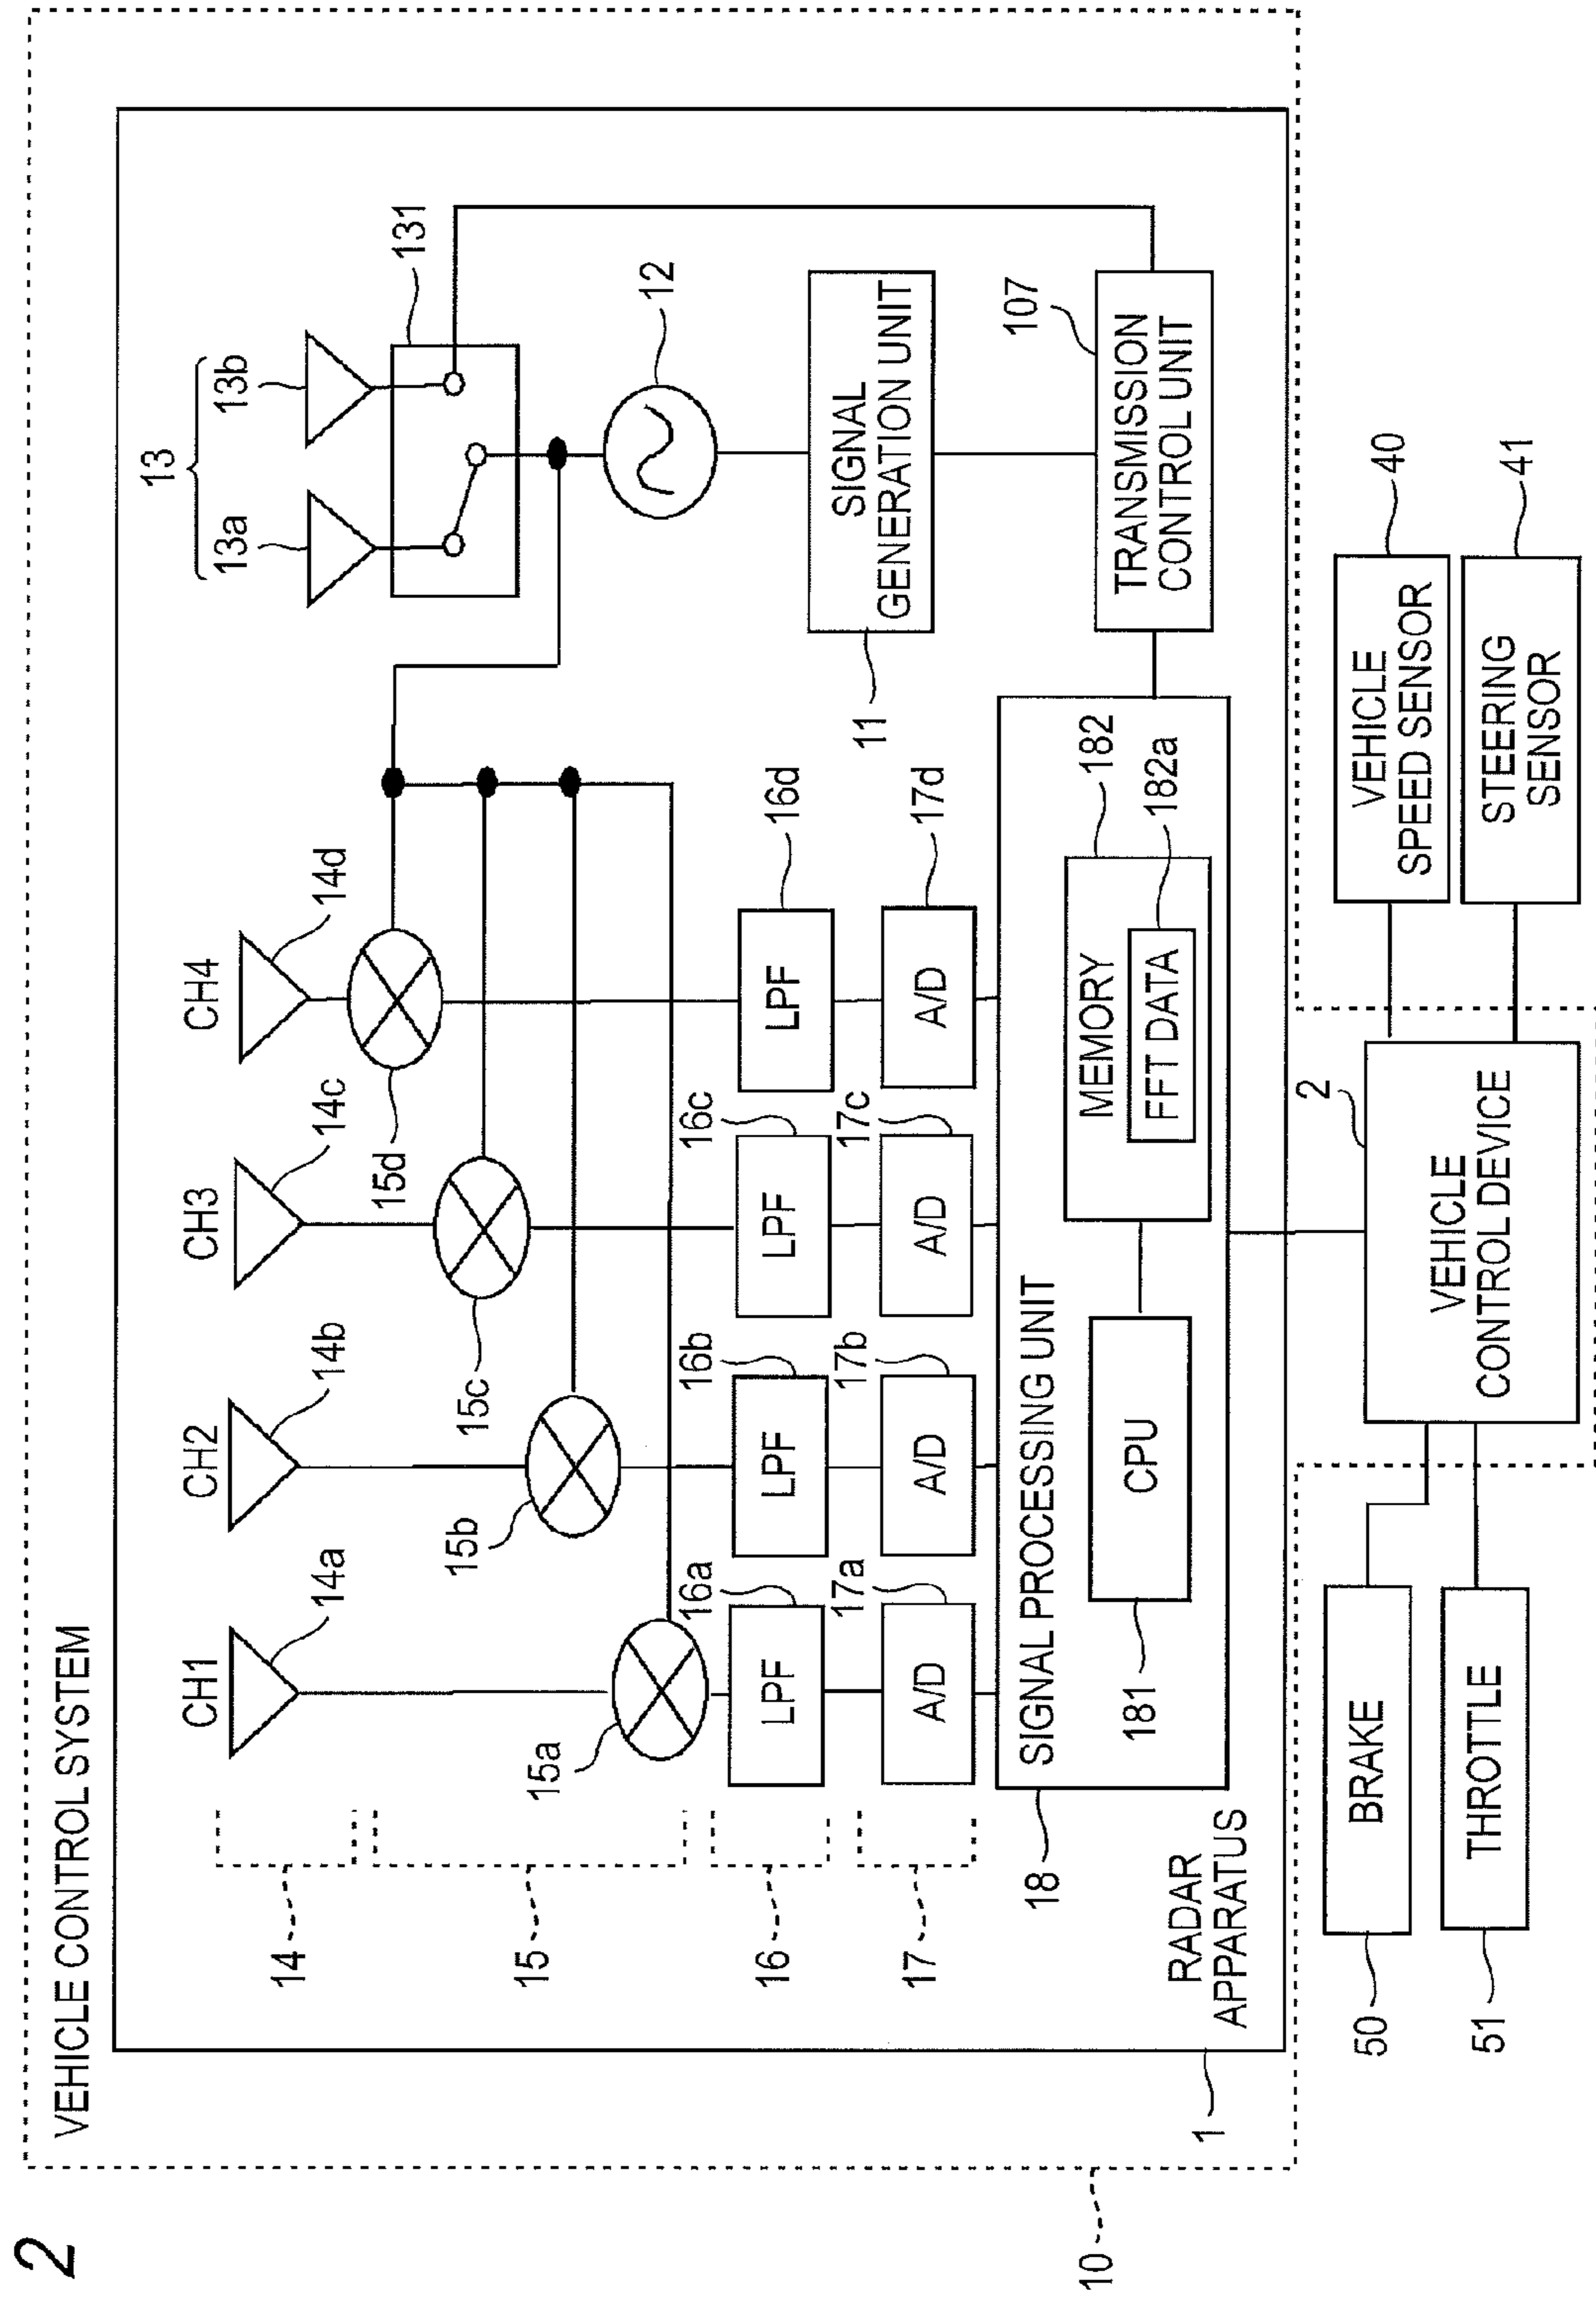 2
VEHICLE CONTROL SYSTEM
13
13a
13b
131
12
CH1
CH2
CH3
CH4
14a
14b
14c
14d
15a
15b
15c
15d
14
15
16
17
16a
16b
16c
16d
LPF
LPF
LPF
LPF
17a
17b
17c
17d
A/D
A/D
A/D
A/D
SIGNAL
GENERATION UNIT
11
107
TRANSMISSION
CONTROL UNIT
SIGNAL PROCESSING UNIT
18
CPU
181
MEMORY
182
FFT DATA
182a
RADAR
APPARATUS
1
10
BRAKE
50
THROTTLE
51
VEHICLE
CONTROL DEVICE
2
VEHICLE
SPEED SENSOR
40
STEERING
SENSOR
41